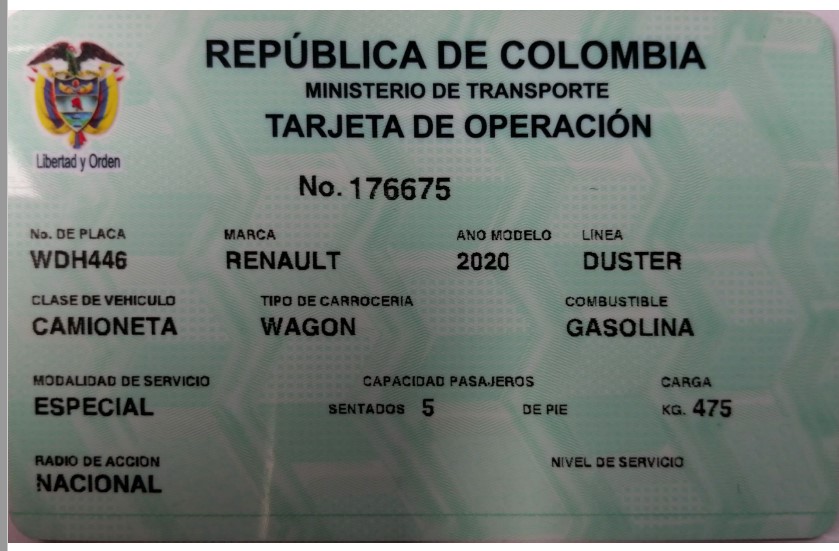 REPÚBLICA DE COLOMBIA
MINISTERIO DE TRANSPORTE
TARJETA DE OPERACIÓN
Libertad y Orden
No. 176675
No. DE PLACA MARCA ANO MODELO LINEA
WDH446 RENAULT 2020 DUSTER
CLASE DE VEHICULO TIPO DE CARROCERIA COMBUSTIBLE
CAMIONETA WAGON GASOLINA
MODALIDAD DE SERVICIO CAPACIDAD PASAJEROS CARGA
ESPECIAL SENTADOS 5 DE PIE KG. 475
RADIO DE ACCION NIVEL DE SERVICIO
NACIONAL